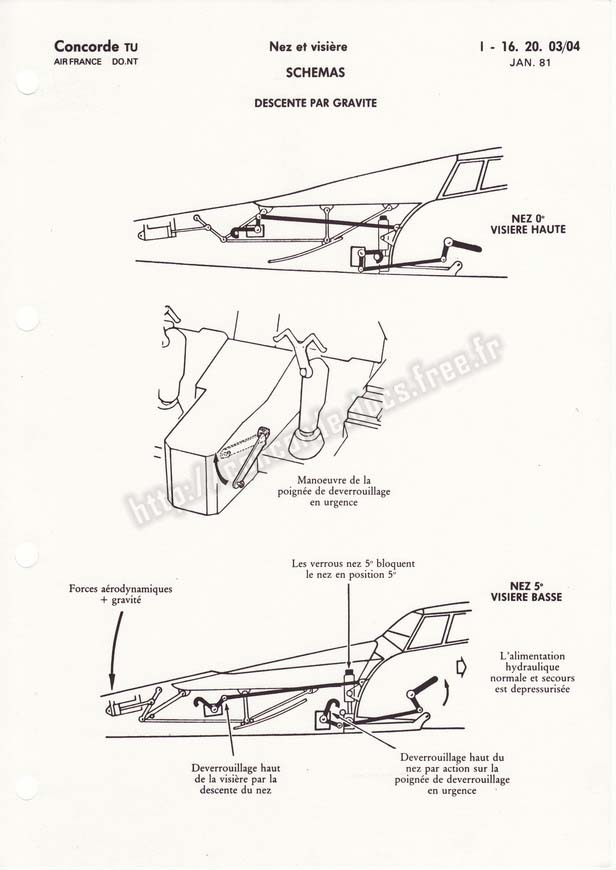 Concorde TU
AIR FRANCE DO.NT
Nez et visière
SCHEMAS
I - 16. 20. 03/04
JAN. 81
DESCENTE PAR GRAVITE
NEZ 0°
VISIERE HAUTE
Manoeuvre de la
poignée de deverrouillage
en urgence
Les verrous nez 5° bloquent
le nez en position 5°
NEZ 5°
VISIERE BASSE
Forces aérodynamiques
+ gravité
L'alimentation
hydraulique
normale et secours
est depressurisée
Deverrouillage haut
de la visière par la
descente du nez
Deverrouillage haut du
nez par action sur la
poignée de deverrouillage
en urgence